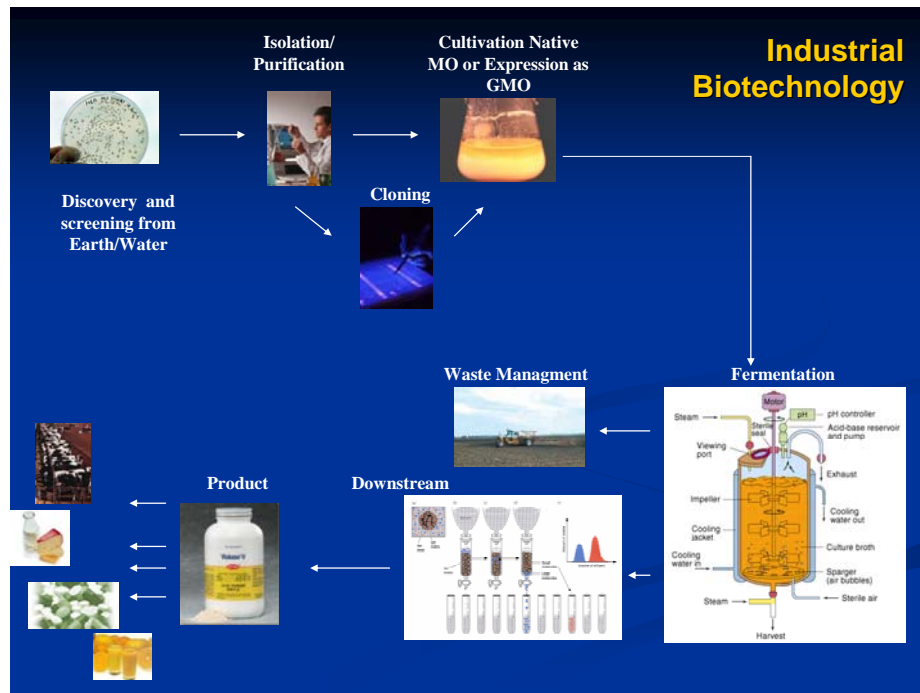 Industrial
Biotechnology
Isolation/
Purification
Cultivation Native
MO or Expression as
GMO
Discovery and
screening from
Earth/Water
Cloning
Waste Managment
Fermentation
Motor
Steam
pH
pH controller
Sterile
seal
Acid-base reservoir
and pump
Viewing
port
Exhaust
Impeller
Cooling
water out
Cooling
jacket
Culture broth
Cooling
water in
Sparger
(air bubbles)
Steam
Sterile air
Harvest
Product
Downstream